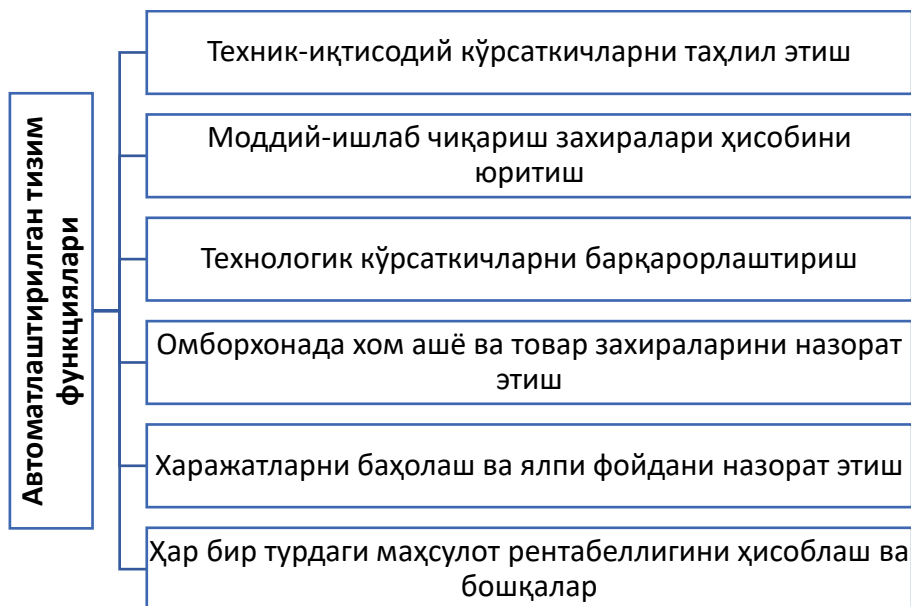 Автоматлаштирилган тизим
функциялари
Техник-иқтисодий кўрсаткичларни таҳлил этиш
Моддий-ишлаб чиқариш захиралари ҳисобини
юритиш
Технологик кўрсаткичларни барқарорлаштириш
Омборхонада хом ашё ва товар захираларини назорат
этиш
Харажатларни баҳолаш ва ялпи фойдани назорат этиш
Ҳар бир турдаги маҳсулот рентабеллигини ҳисоблаш ва
бошқалар